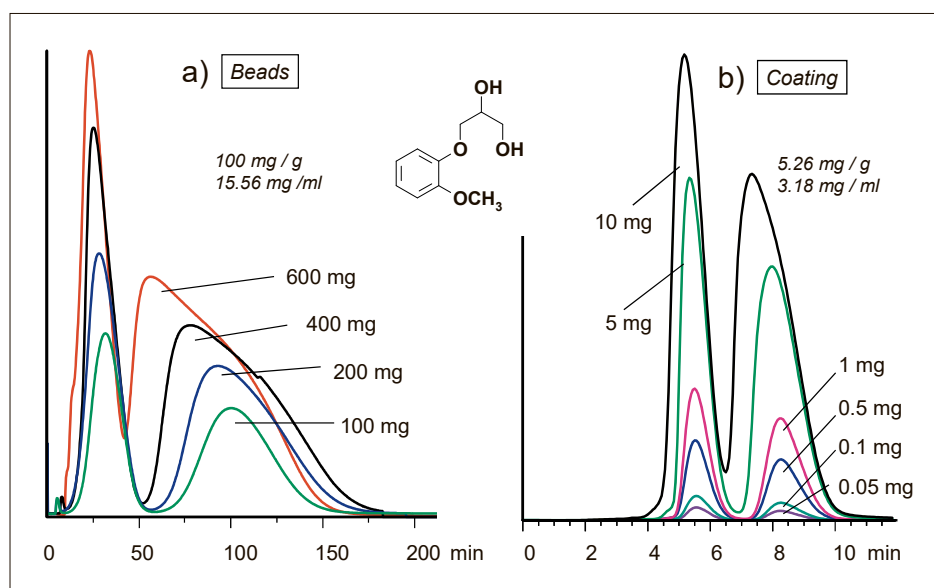 a) Beads
100 mg / g
15.56 mg /ml
OH
OH
O
OCH3
600 mg
400 mg
200 mg
100 mg
0 50 100 150 200 min
b) Coating
5.26 mg / g
3.18 mg / ml
10 mg
5 mg
1 mg
0.5 mg
0.1 mg
0.05 mg
0 2 4 6 8 10 min